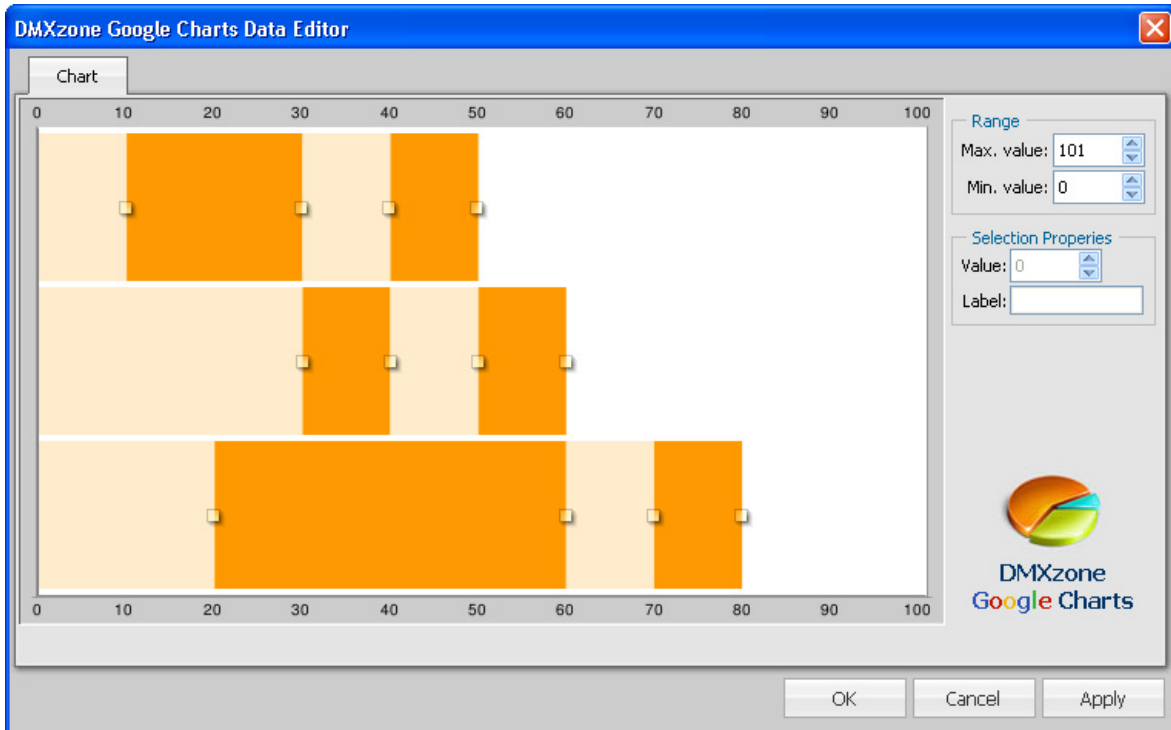 DMXzone Google Charts Data Editor
Chart
0 10 20 30 40 50 60 70 80 90 100
Range
Max. value: 101
Min. value: 0
Selection Properies
Value: 0
Label:
DMXzone
Google Charts
0 10 20 30 40 50 60 70 80 90 100
OK Cancel Apply